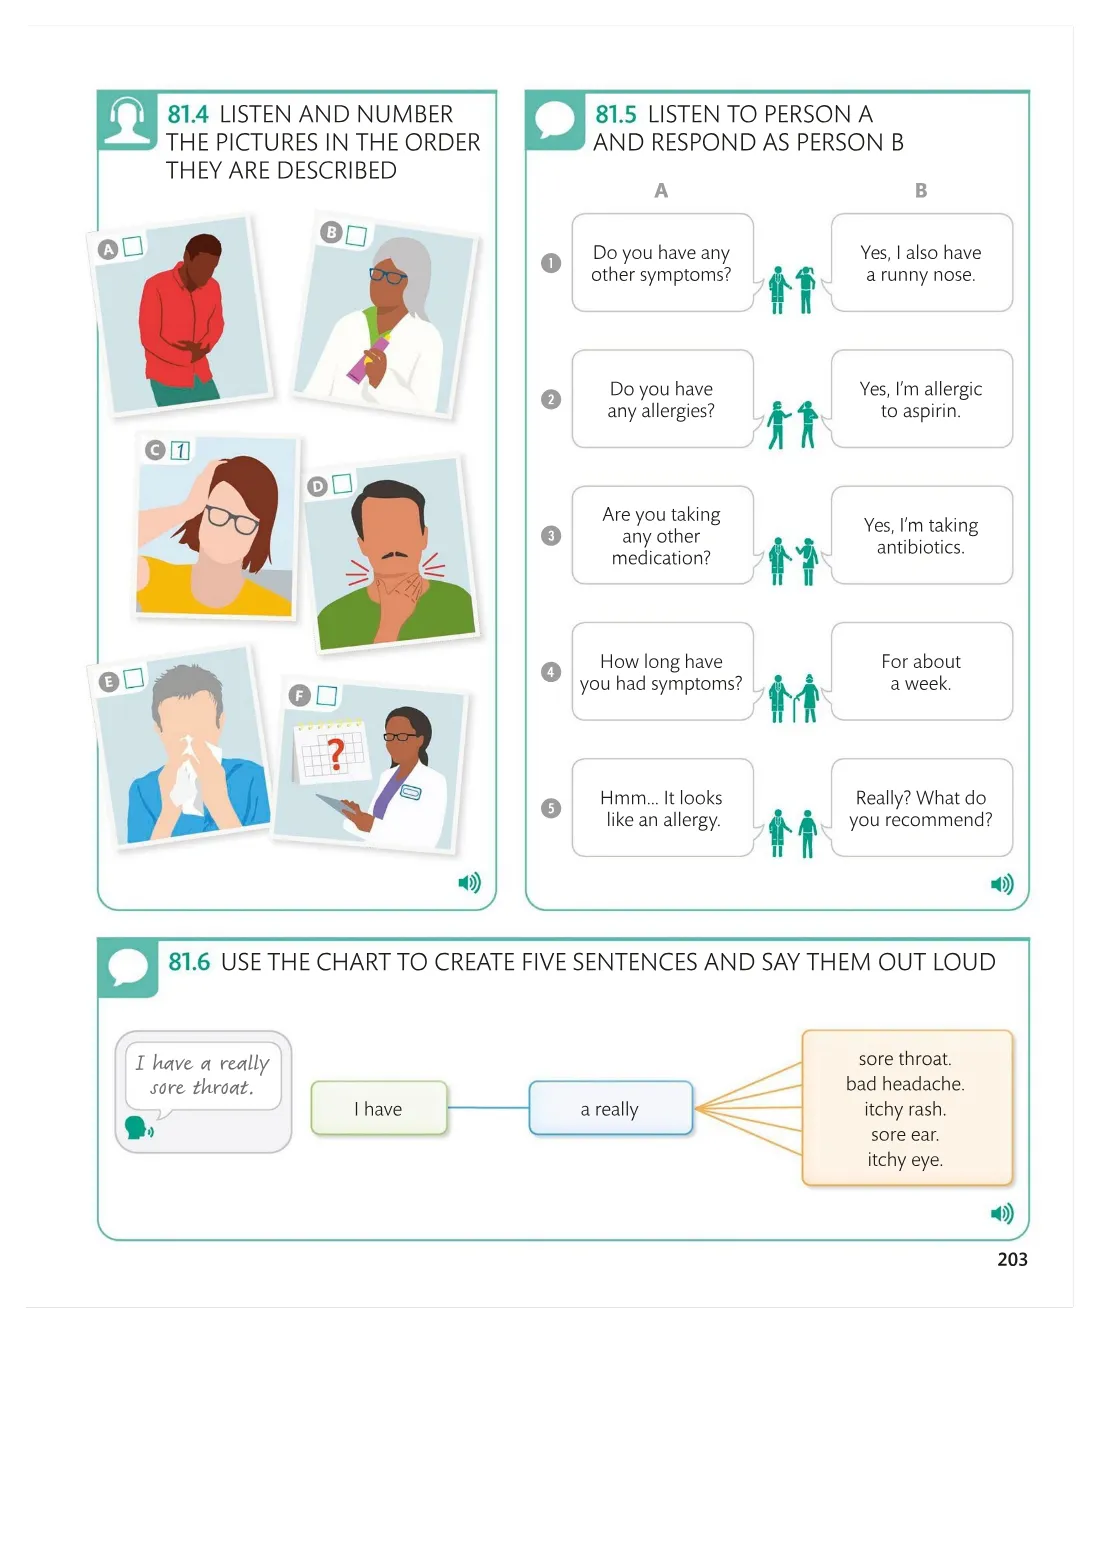 81.4 LISTEN AND NUMBER
THE PICTURES IN THE ORDER
THEY ARE DESCRIBED
A
B
C 1
D
E
F
?
81.5 LISTEN TO PERSON A
AND RESPOND AS PERSON B
A
B
1
Do you have any
other symptoms?
Yes, I also have
a runny nose.
2
Do you have
any allergies?
Yes, I'm allergic
to aspirin.
3
Are you taking
any other
medication?
Yes, I'm taking
antibiotics.
4
How long have
you had symptoms?
For about
a week.
5
Hmm... It looks
like an allergy.
Really? What do
you recommend?
81.6 USE THE CHART TO CREATE FIVE SENTENCES AND SAY THEM OUT LOUD
I have a really
sore throat.
I have
a really
sore throat.
bad headache.
itchy rash.
sore ear.
itchy eye.
203